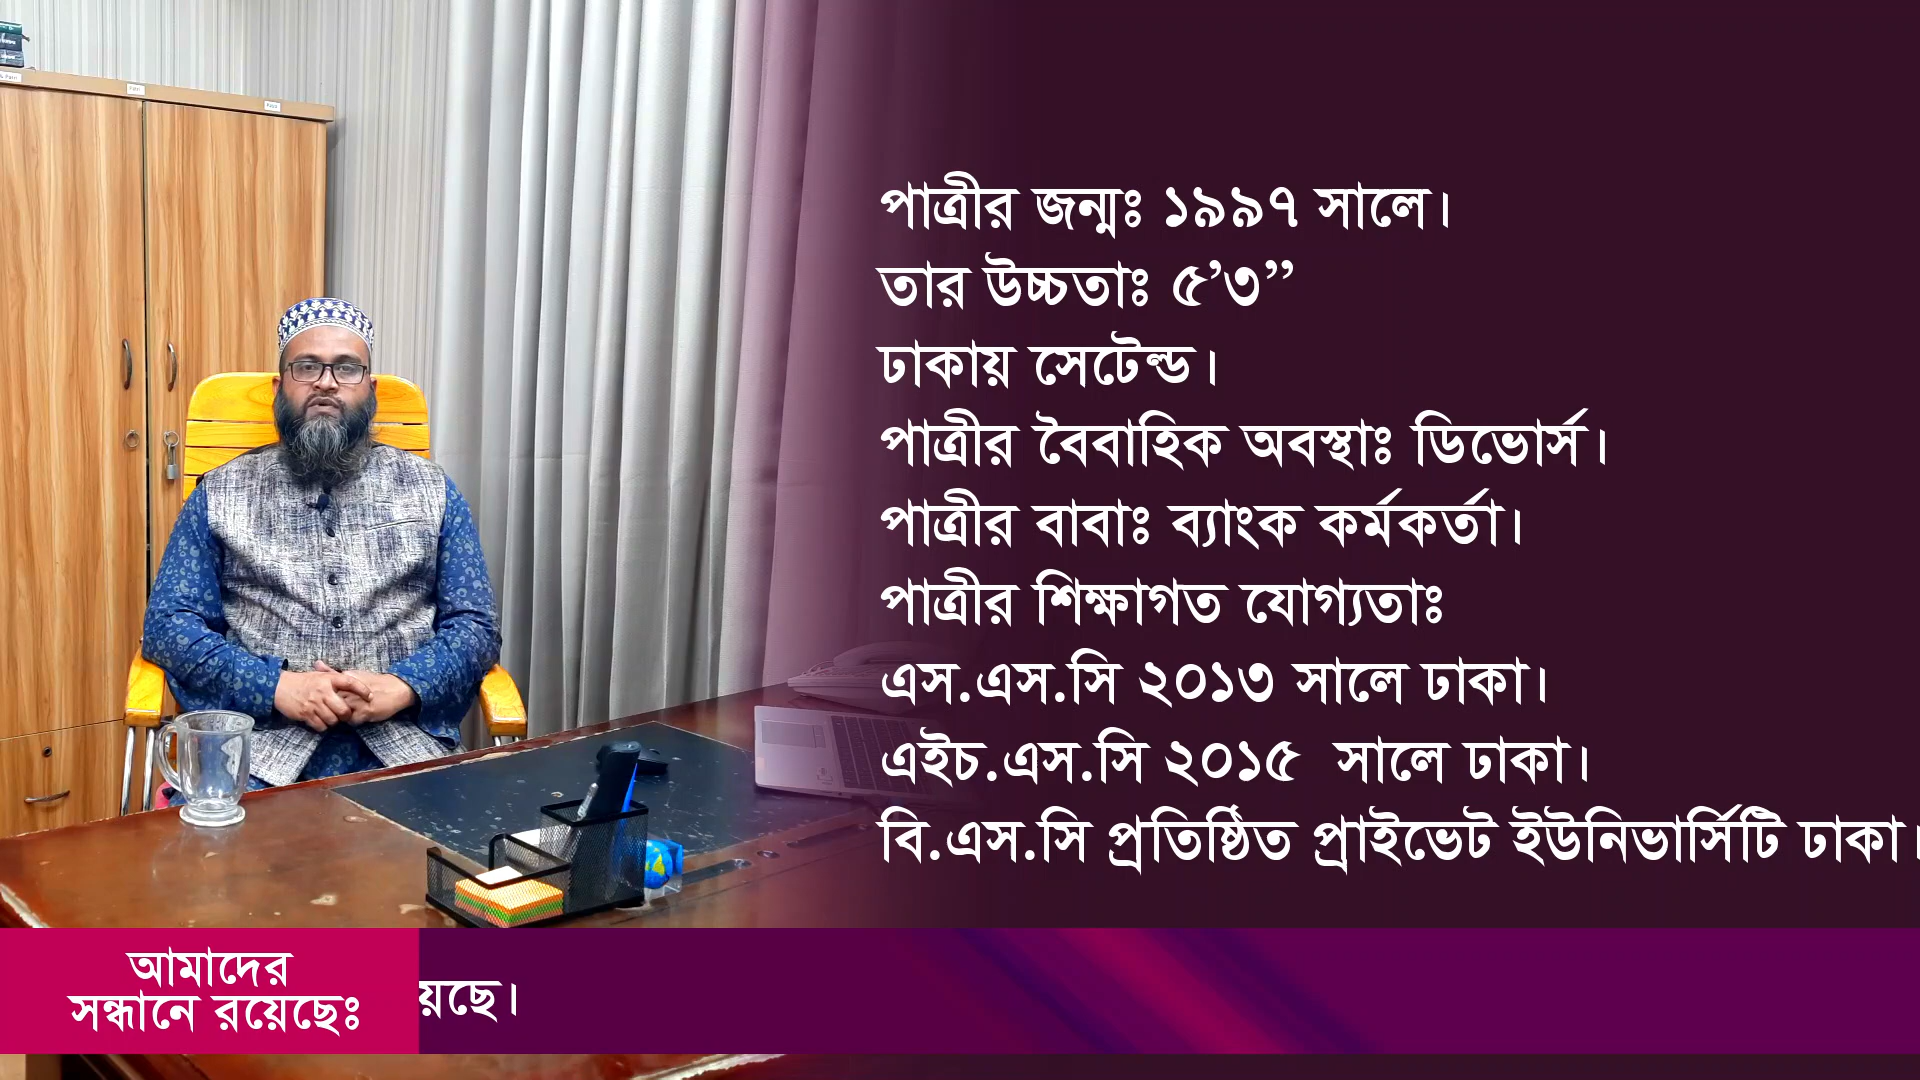 পাত্রীর জন্মঃ ১৯৯৭ সালে।
তার উচ্চতাঃ ৫’৩’’
ঢাকায় সেটেল্ড।
পাত্রীর বৈবাহিক অবস্থাঃ ডিভোর্স।
পাত্রীর বাবাঃ ব্যাংক কর্মকর্তা।
পাত্রীর শিক্ষাগত যোগ্যতাঃ
এস.এস.সি ২০১৩ সালে ঢাকা।
এইচ.এস.সি ২০১৫ সালে ঢাকা।
বি.এস.সি প্রতিষ্ঠিত প্রাইভেট ইউনিভার্সিটি ঢাকা।
আমাদের
সন্ধানে রয়েছেঃ
য়েছে।